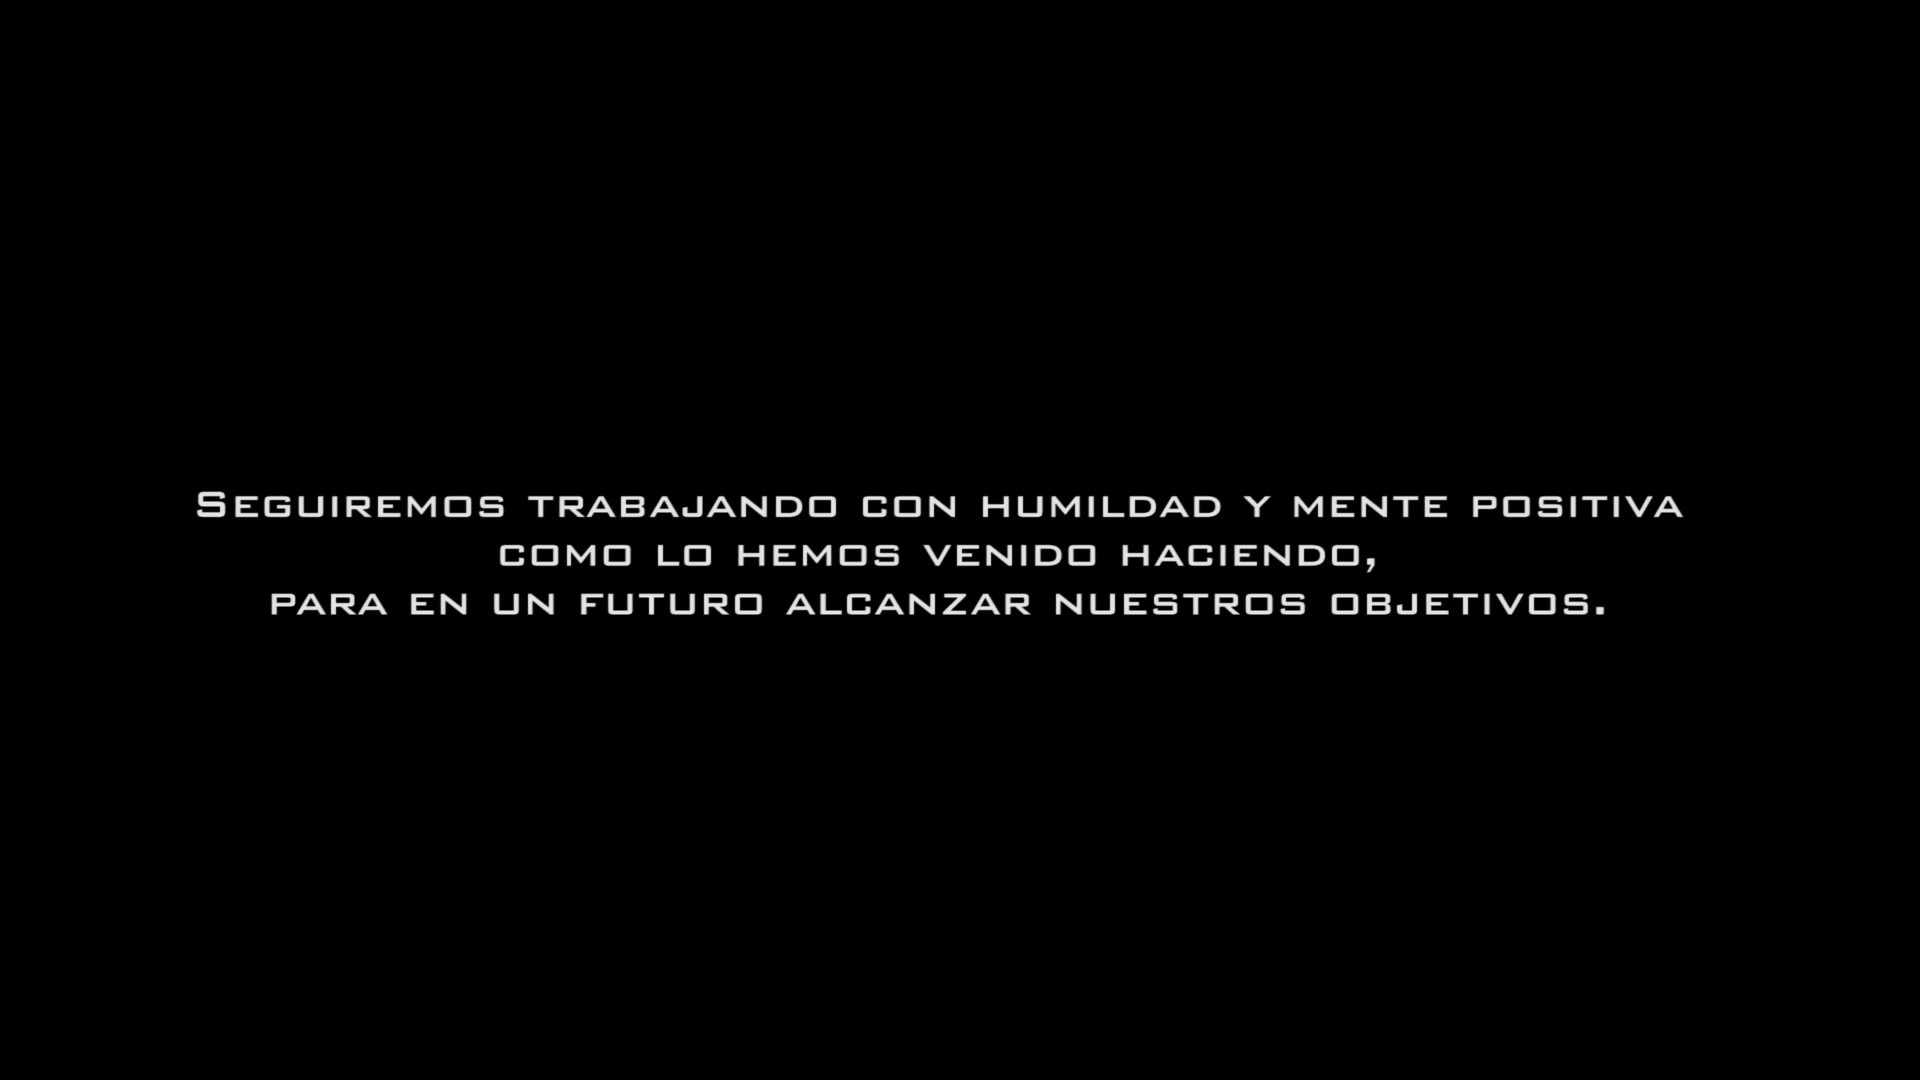 Seguiremos trabajando con humildad y mente positiva
como lo hemos venido haciendo,
para en un futuro alcanzar nuestros objetivos.